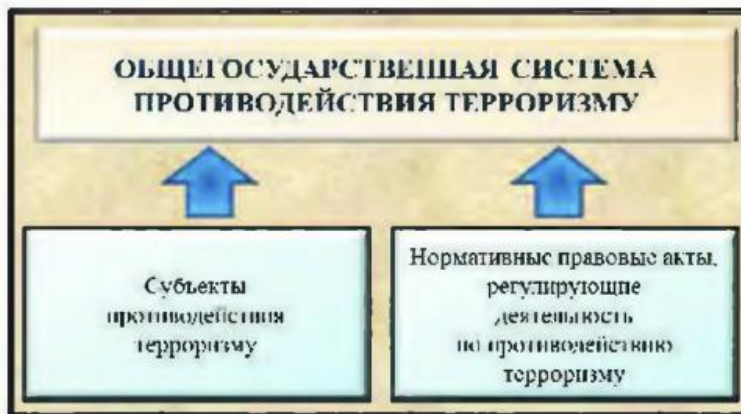 ОБЩЕГОСУДАРСТВЕННАЯ СИСТЕМА
ПРОТИВОДЕЙСТВИЯ ТЕРРОРИЗМУ
Субъекты
противодействия
терроризму
Нормативные правовые акты,
регулирующие
деятельность
по противодействию
терроризму